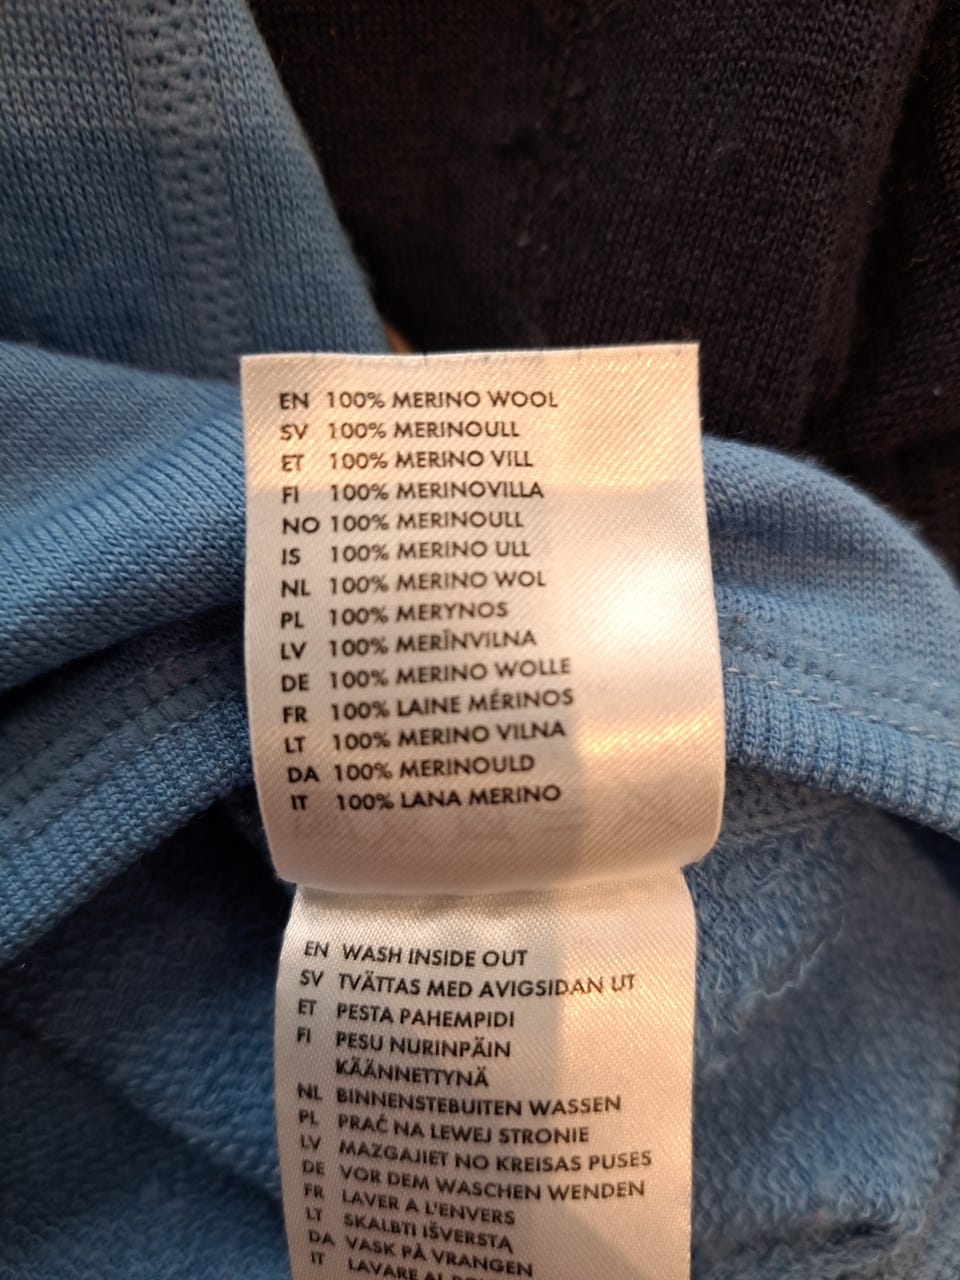 EN 100% MERINO WOOL
SV 100% MERINOULL
ET 100% MERINO VILL
FI 100% MERINOVILLA
NO 100% MERINOULL
IS 100% MERINO ULL
NL 100% MERINO WOL
PL 100% MERYNOS
LV 100% MERĪNVILNA
DE 100% MERINO WOLLE
FR 100% LAINE MÉRINOS
LT 100% MERINO VILNA
DA 100% MERINOULD
IT 100% LANA MERINO
EN WASH INSIDE OUT
SV TVÄTTAS MED AVIGSIDAN UT
ET PESTA PAHEMPIDI
FI PESU NURINPÄIN
KÄÄNNETTYNÄ
NL BINNENSTEBUITEN WASSEN
PL PRAĆ NA LEWEJ STRONIE
LV MAZGAJIET NO KREISAS PUSES
DE VOR DEM WASCHEN WENDEN
FR LAVER A L'ENVERS
LT SKALBTI IŠVERSTĄ
DA VASK PÅ VRANGEN
IT LAVARE AL